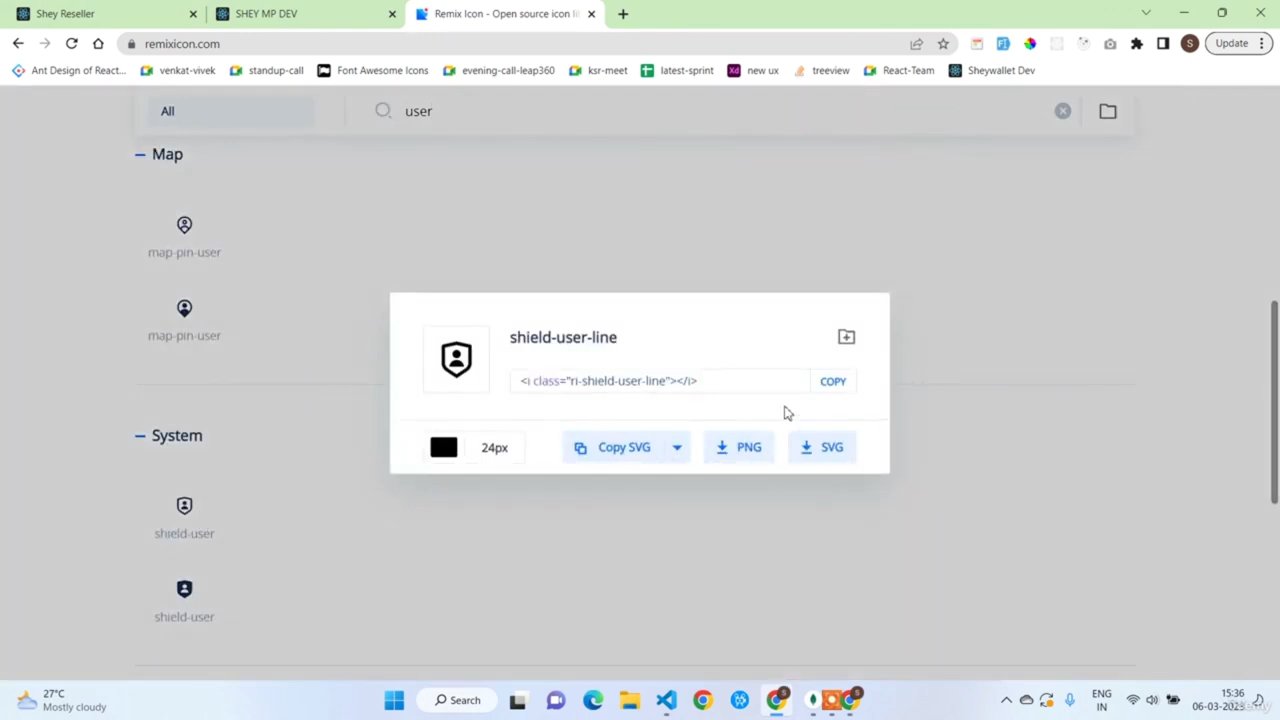 Shey Reseller
SHEY MP DEV
Remix Icon - Open source icon li
remixicon.com
Update
Ant Design of React...
venkat-vivek
standup-call
Font Awesome Icons
evening-call-leap360
ksr-meet
latest-sprint
new ux
treeview
React-Team
Sheywallet Dev
All
user
Map
map-pin-user
map-pin-user
shield-user-line
<i class="ri-shield-user-line"></i>
COPY
24px
Copy SVG
PNG
SVG
System
shield-user
shield-user
27°C
Mostly cloudy
Search
ENG
IN
15:36
06-03-2023